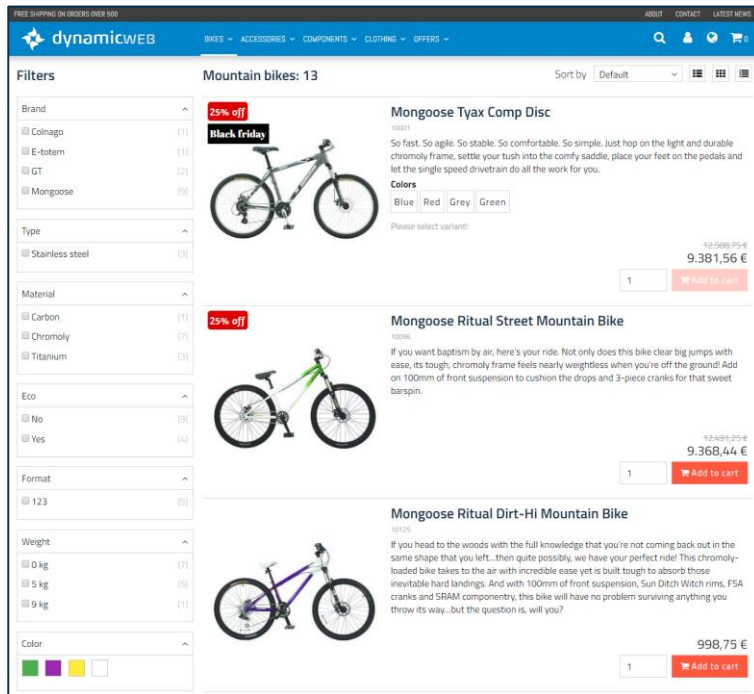 FREE SHIPPING ON ORDERS OVER 500
ABOUT CONTACT LATEST NEWS
dynamicWEB
BIKES ACCESSORIES COMPONENTS CLOTHING OFFERS
0
Filters
Brand
Colnago (1)
E-totem (1)
GT (2)
Mongoose (9)
Type
Stainless steel (3)
Material
Carbon (1)
Chromoly (7)
Titanium (3)
Eco
No (9)
Yes (4)
Format
123 (5)
Weight
0 kg (7)
5 kg (5)
9 kg (1)
Color
Mountain bikes: 13
Sort by Default
25% off
Black friday
Mongoose Tyax Comp Disc
10001
So fast. So agile. So stable. So comfortable. So simple. Just hop on the light and durable
chromoly frame, settle your tush into the comfy saddle, place your feet on the pedals and
let the single speed drivetrain do all the work for you.
Colors
Blue Red Grey Green
Please select variant!
12.508,75 €
9.381,56 €
1 Add to cart
25% off
Mongoose Ritual Street Mountain Bike
10096
If you want baptism by air, here's your ride. Not only does this bike clear big jumps with
ease, its tough, chromoly frame feels nearly weightless when you're off the ground! Add
on 100mm of front suspension to cushion the drops and 3-piece cranks for that sweet
barspin.
12.491,25 €
9.368,44 €
1 Add to cart
Mongoose Ritual Dirt-Hi Mountain Bike
10125
If you head to the woods with the full knowledge that you're not coming back out in the
same shape that you left...then quite possibly, we have your perfect ride! This chromoly-
loaded bike takes to the air with incredible ease yet is built tough to absorb those
inevitable hard landings. And with 100mm of front suspension, Sun Ditch Witch rims, FSA
cranks and SRAM componentry, this bike will have no problem surviving anything you
throw its way...but the question is, will you?
998,75 €
1 Add to cart